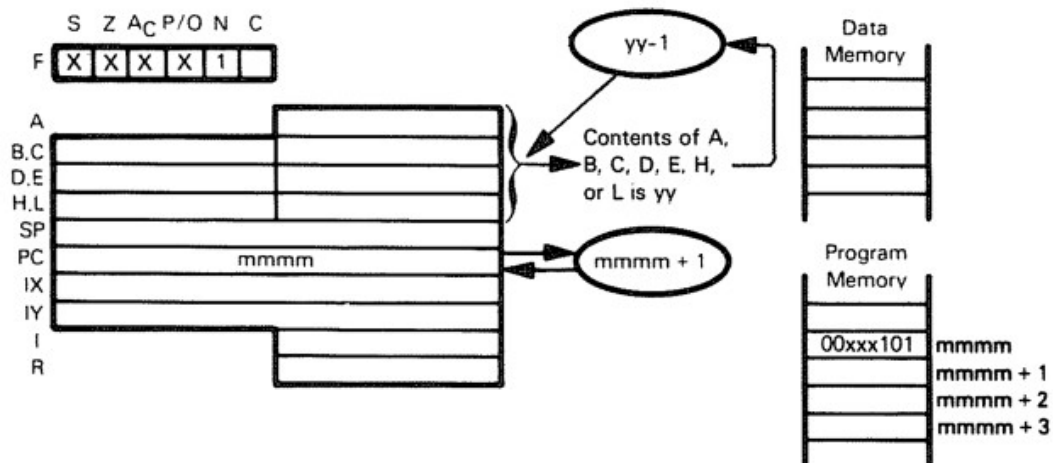 S Z AC P/O N C
F X X X X 1
A
B,C
D,E
H,L
SP
PC mmmm
IX
IY
I
R
yy-1
Contents of A,
B, C, D, E, H,
or L is yy
mmmm + 1
Data
Memory
Program
Memory
00xxx101 mmmm
mmmm + 1
mmmm + 2
mmmm + 3